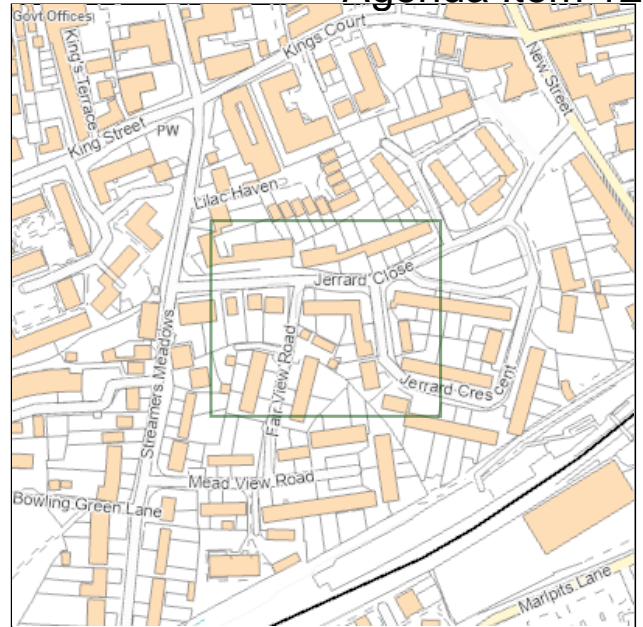 Agenda Item 12
Govt Offices
King's Terrace
Kings Court
New Street
King Street
PW
Lilac Haven
Jerrard Close
Streamers Meadows
Fair View Road
Jerrard Crescent
Mead View Road
Bowling Green Lane
Marlpits Lane